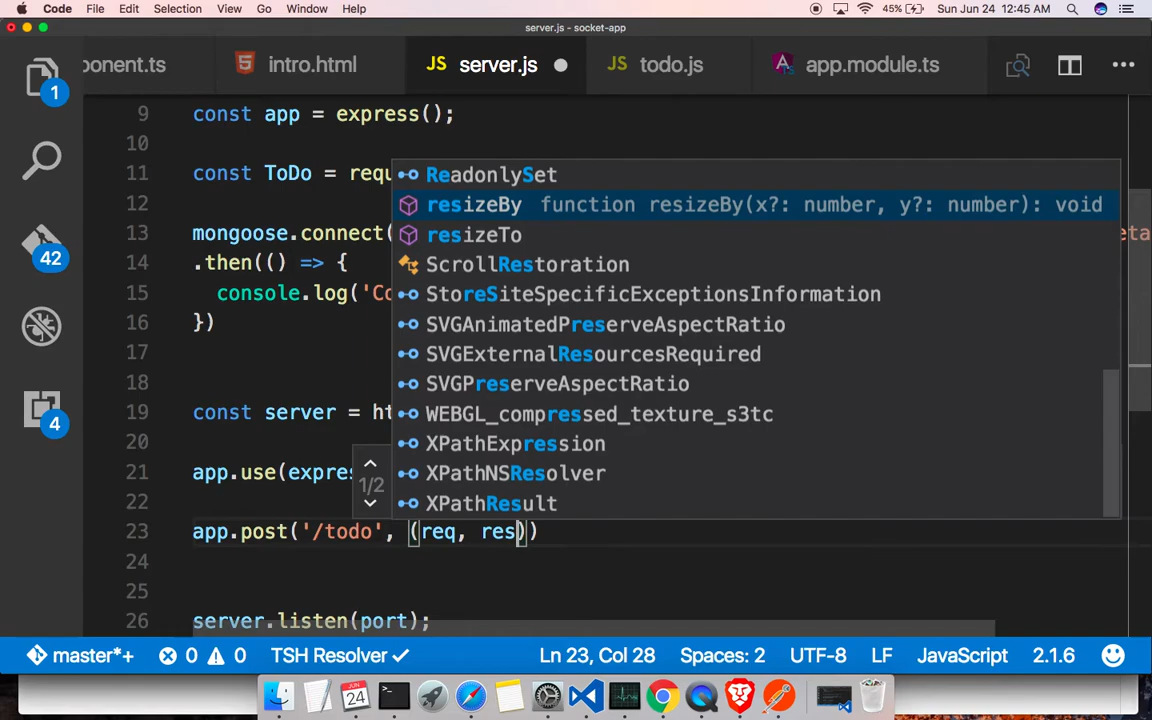 Code File Edit Selection View Go Window Help 45% Sun Jun 24 12:45 AM
server.js — socket-app
ponent.ts intro.html JS server.js JS todo.js app.module.ts
9 const app = express();
10
11 const ToDo = requ
12
13 mongoose.connect( eta
14 .then(() => {
15 console.log('Co
16 })
17
18
19 const server = ht
20
21 app.use(expres
22
23 app.post('/todo', (req, res))
24
25
26 server.listen(port);
ReadonlySet
resizeBy function resizeBy(x?: number, y?: number): void
resizeTo
ScrollRestoration
StoreSiteSpecificExceptionsInformation
SVGAnimatedPreserveAspectRatio
SVGExternalResourcesRequired
SVGPreserveAspectRatio
WEBGL_compressed_texture_s3tc
XPathExpression
XPathNSResolver
XPathResult
1/2
1
42
4
master*+ 0 0 TSH Resolver Ln 23, Col 28 Spaces: 2 UTF-8 LF JavaScript 2.1.6
JUN
24